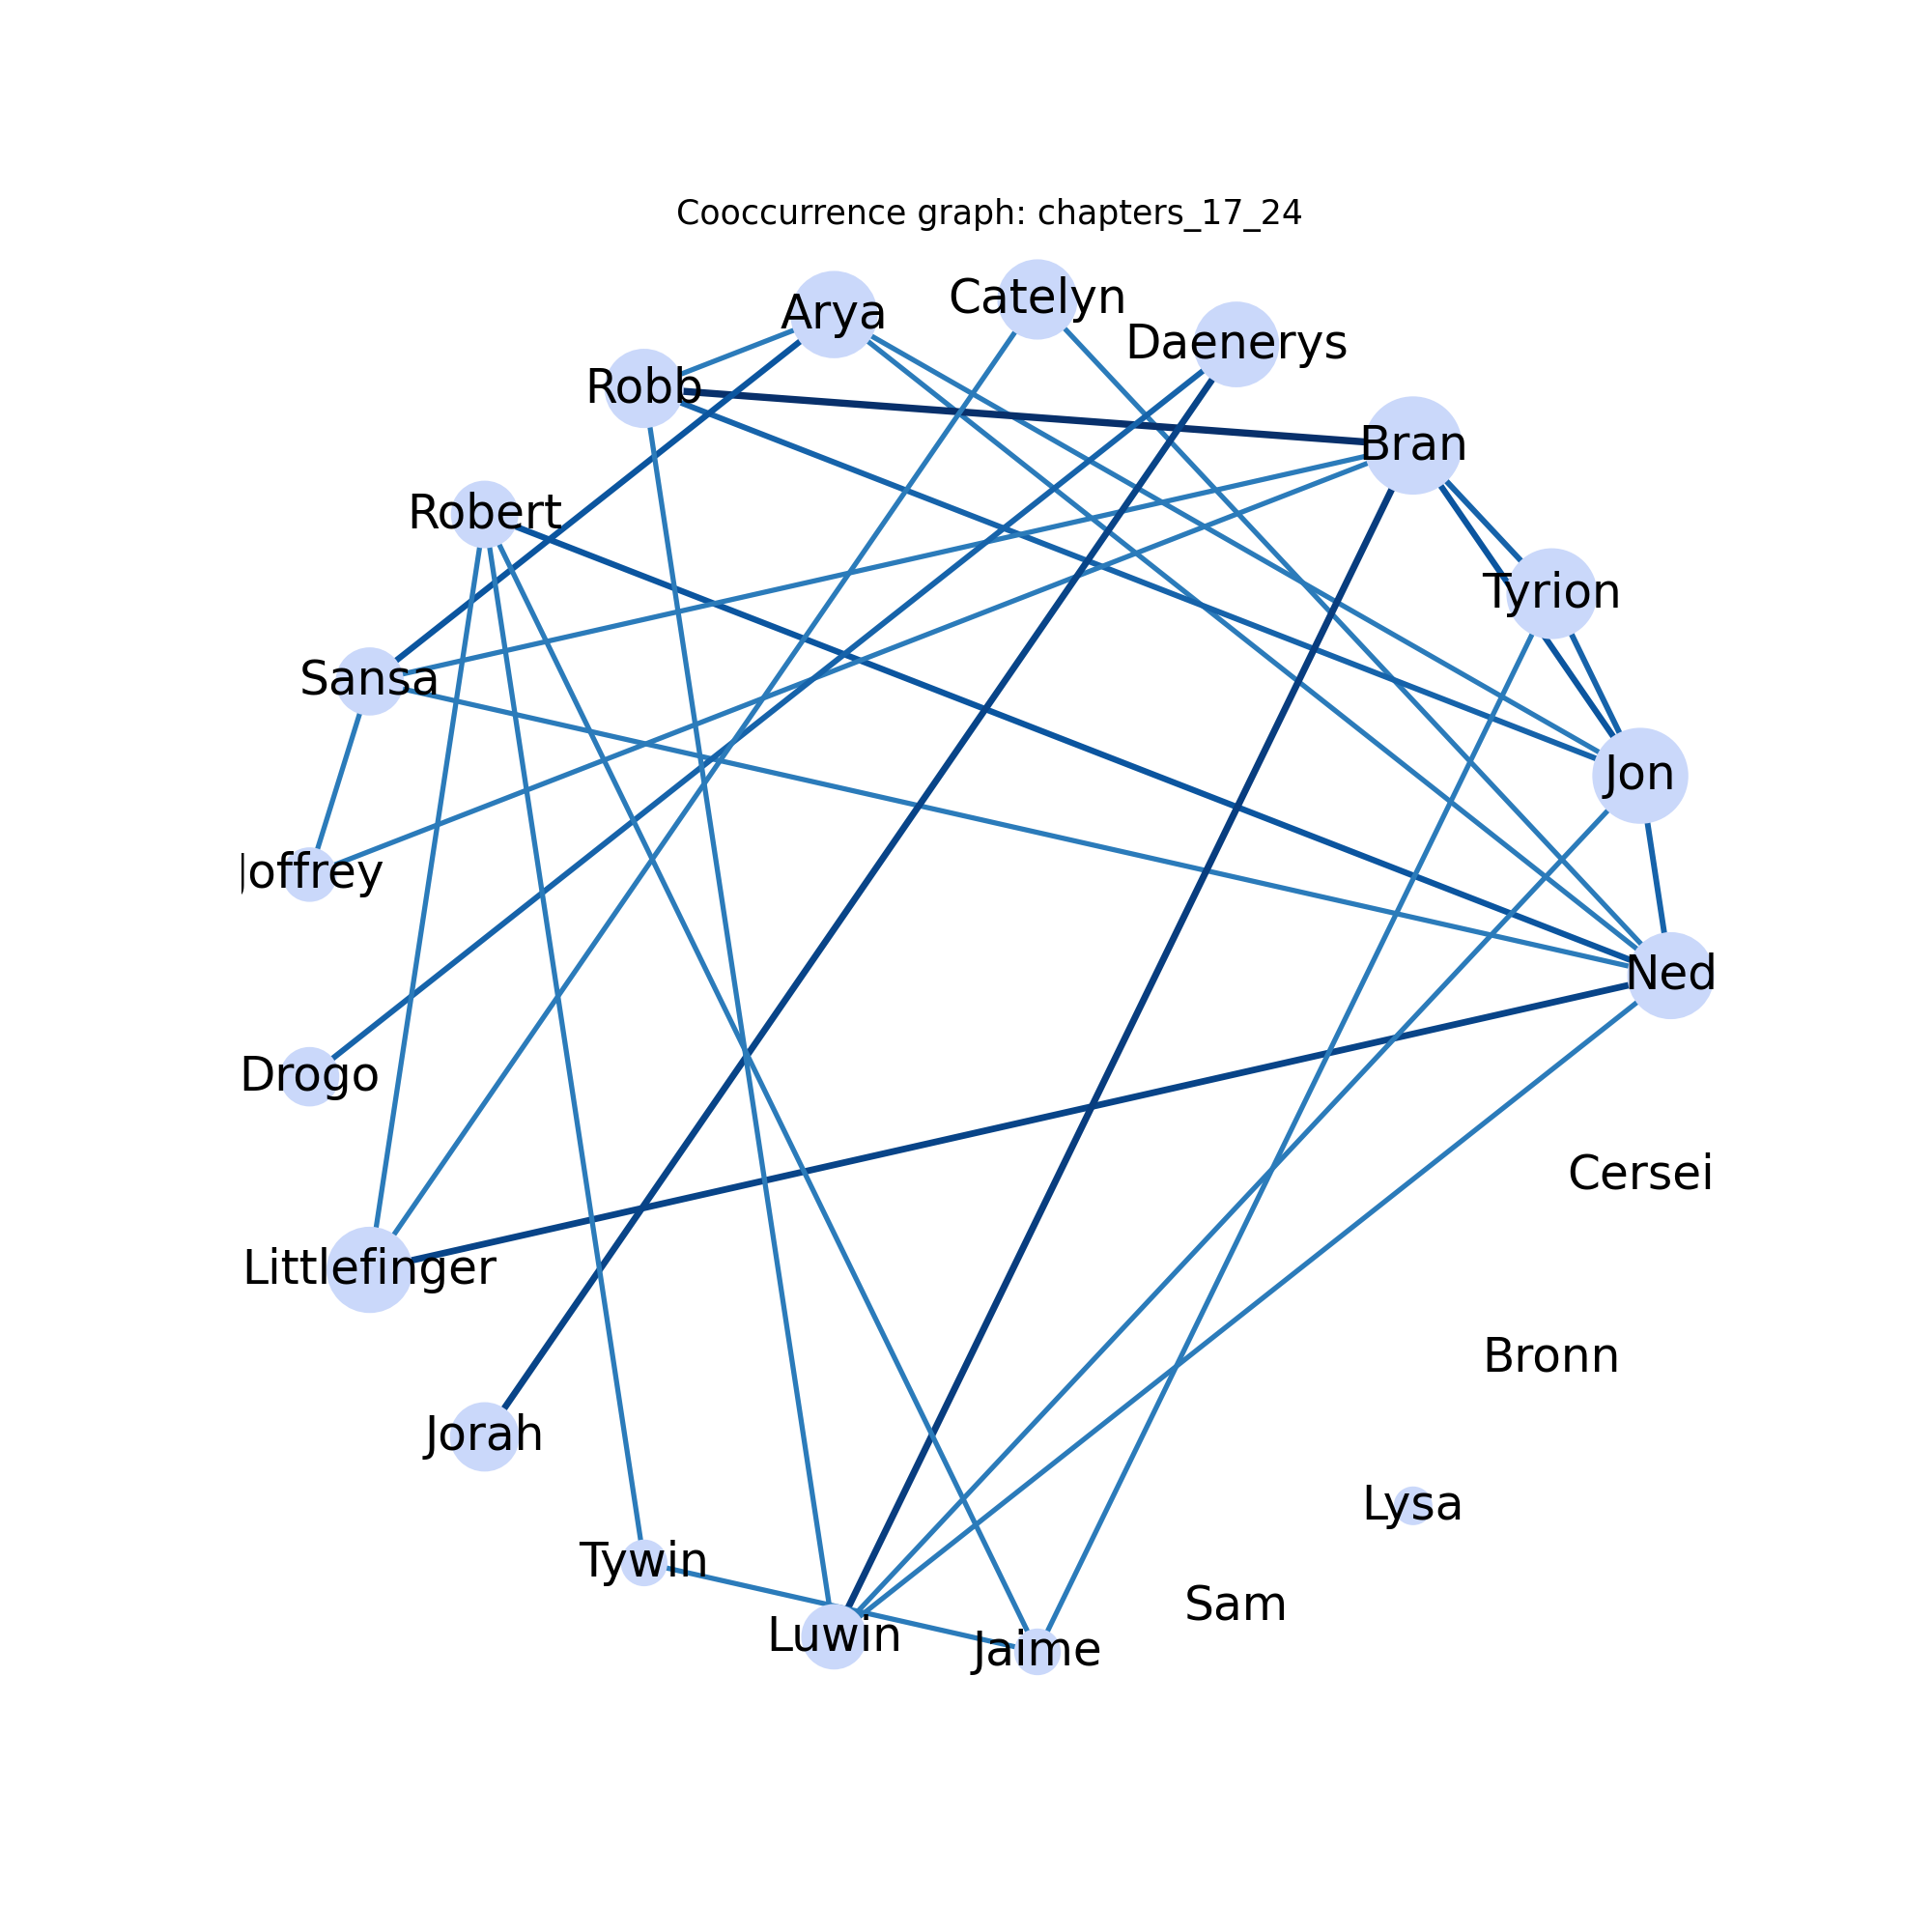 Cooccurrence graph: chapters_17_24
Catelyn
Arya
Daenerys
Robb
Bran
Robert
Tyrion
Sansa
Jon
Joffrey
Ned
Drogo
Cersei
Littlefinger
Bronn
Jorah
Lysa
Tywin
Sam
Luwin
Jaime